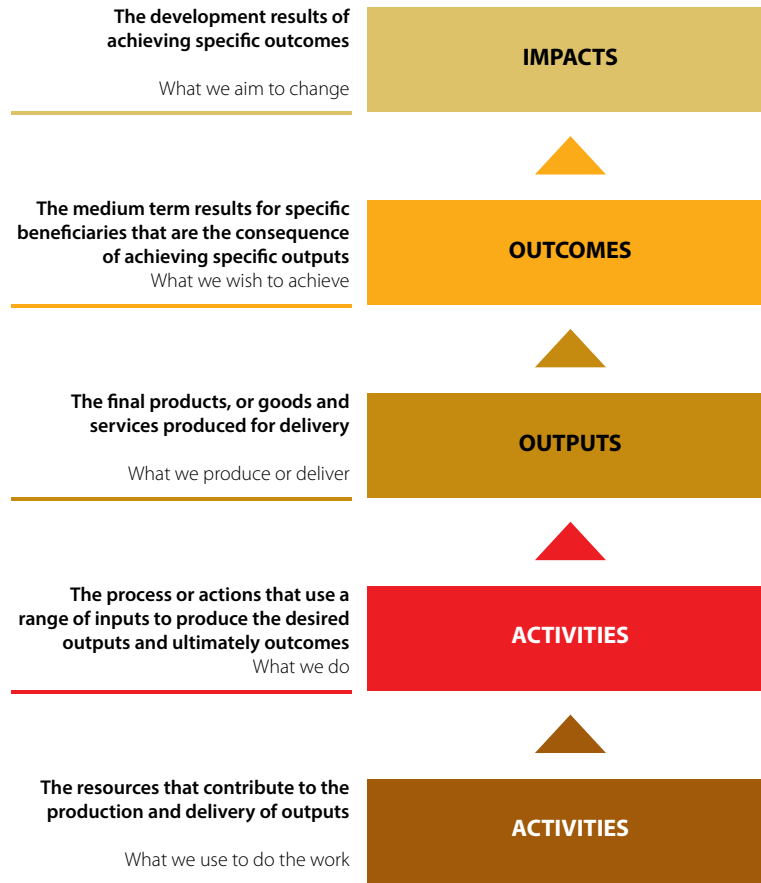 The development results of
achieving specific outcomes
What we aim to change
IMPACTS
The medium term results for specific
beneficiaries that are the consequence
of achieving specific outputs
What we wish to achieve
OUTCOMES
The final products, or goods and
services produced for delivery
What we produce or deliver
OUTPUTS
The process or actions that use a
range of inputs to produce the desired
outputs and ultimately outcomes
What we do
ACTIVITIES
The resources that contribute to the
production and delivery of outputs
What we use to do the work
ACTIVITIES